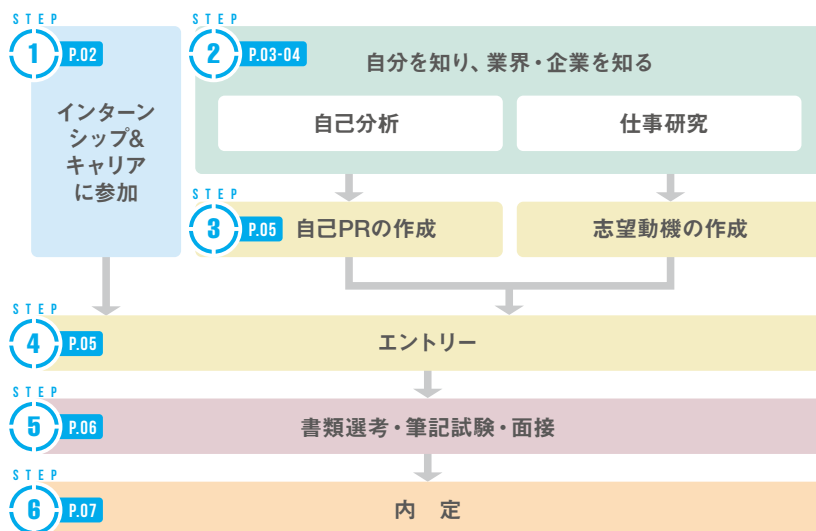 STEP
1
P.02
インターン
シップ&
キャリア
に参加
STEP
2
P.03-04
自分を知り、業界・企業を知る
自己分析
仕事研究
STEP
3
P.05
自己PRの作成
志望動機の作成
STEP
4
P.05
エントリー
STEP
5
P.06
書類選考・筆記試験・面接
STEP
6
P.07
内　定